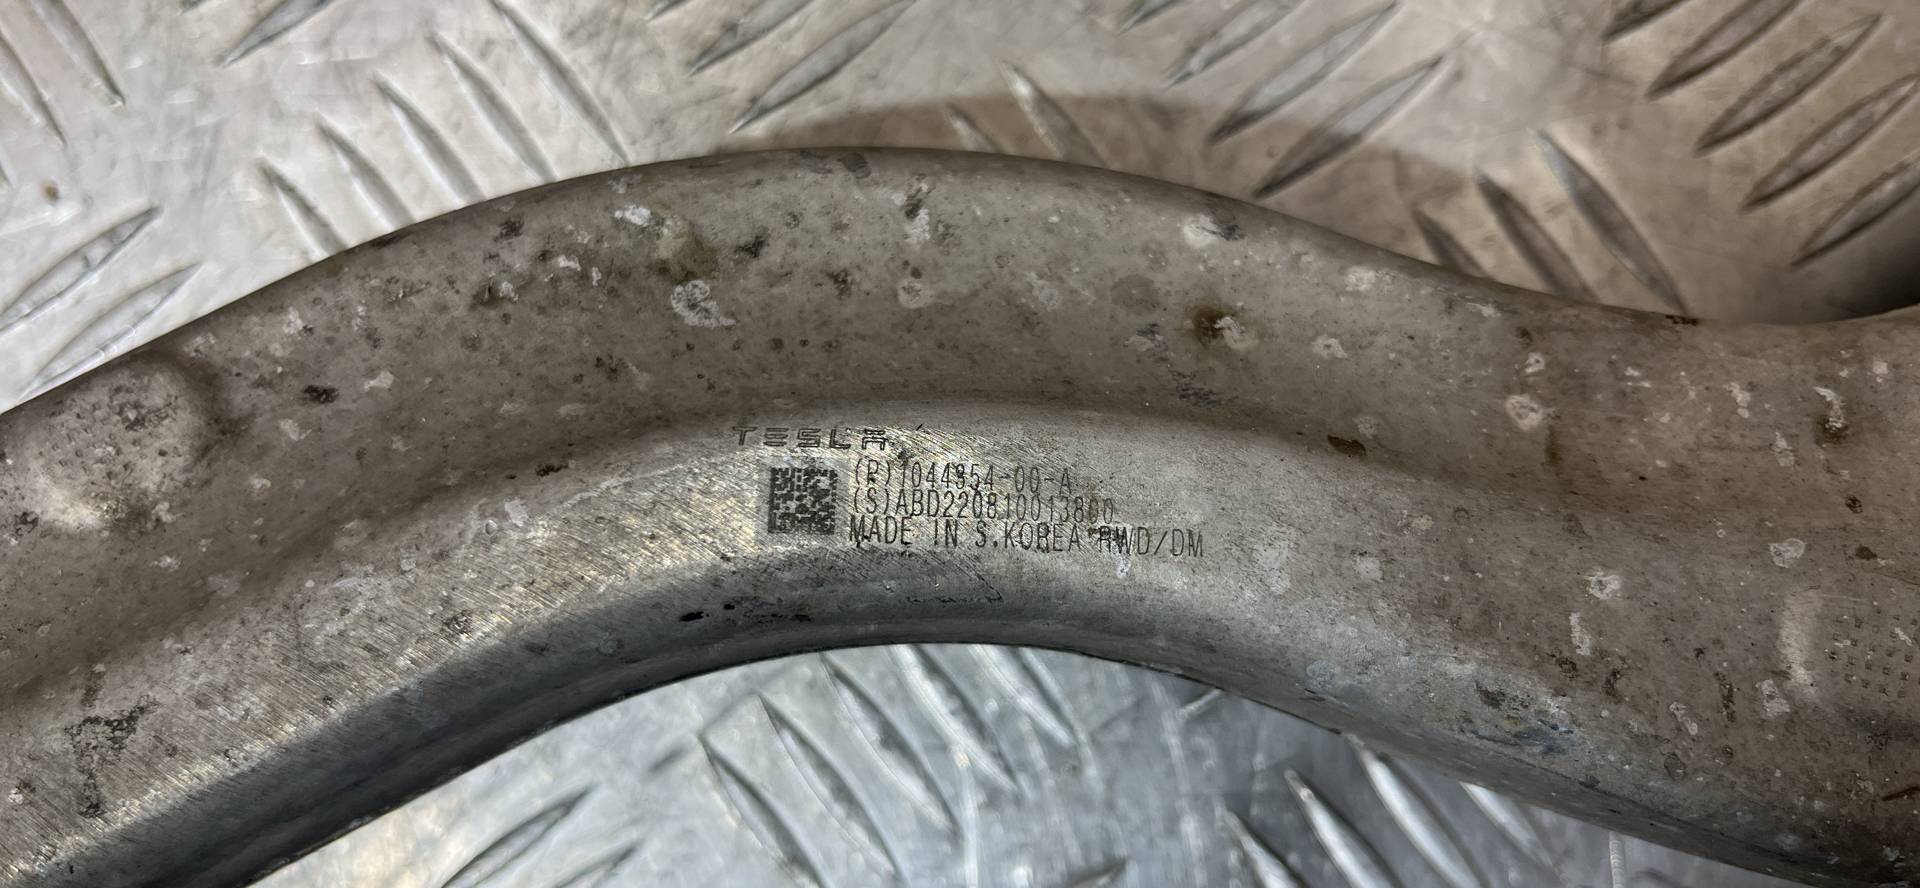 TESLA
(P)1044354-00-A
(S)ABD220810013800
MADE IN S.KOREA RWD/DM